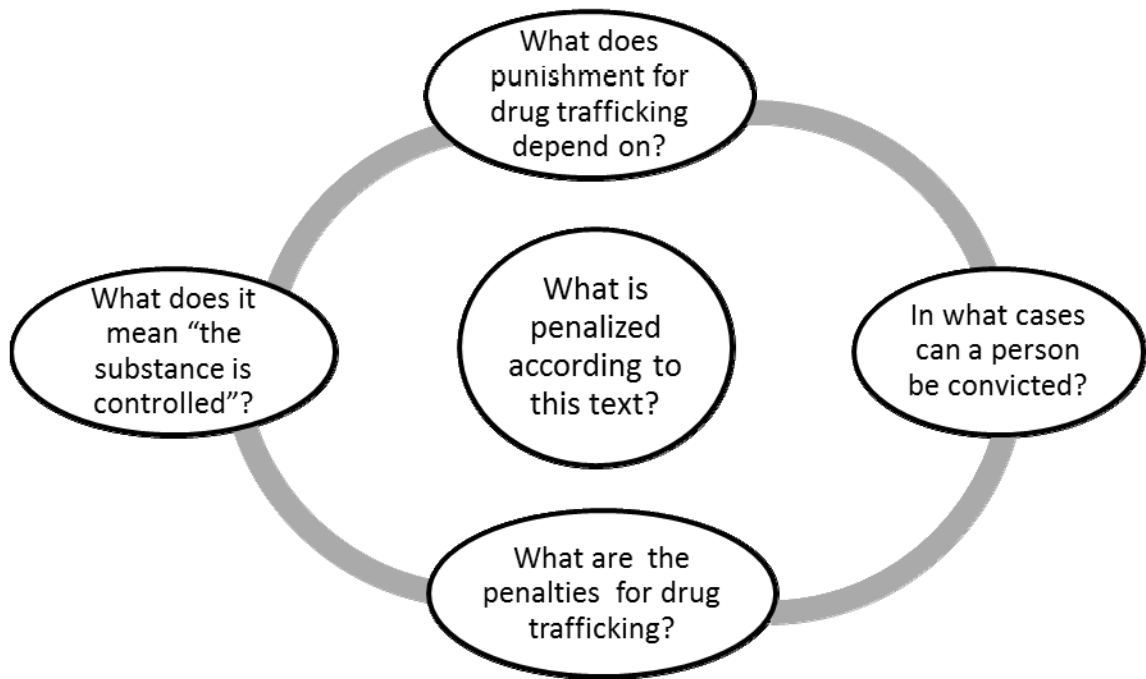 What does
punishment for
drug trafficking
depend on?
What does it
mean “the
substance is
controlled”?
What is
penalized
according to
this text?
In what cases
can a person
be convicted?
What are the
penalties for drug
trafficking?